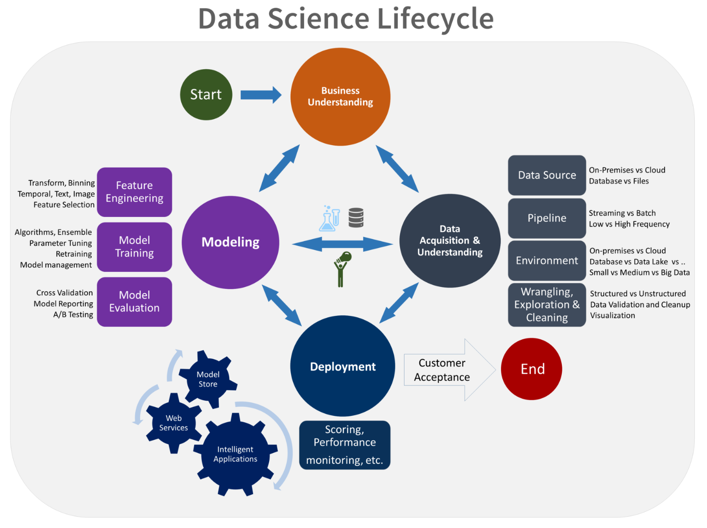 Data Science Lifecycle
Start
Business
Understanding
Transform, Binning
Temporal, Text, Image
Feature Selection
Feature
Engineering
Algorithms, Ensemble
Parameter Tuning
Retraining
Model management
Model
Training
Cross Validation
Model Reporting
A/B Testing
Model
Evaluation
Modeling
Data
Acquisition &
Understanding
Data Source
On-Premises vs Cloud
Database vs Files
Pipeline
Streaming vs Batch
Low vs High Frequency
Environment
On-premises vs Cloud
Database vs Data Lake vs ..
Small vs Medium vs Big Data
Wrangling,
Exploration &
Cleaning
Structured vs Unstructured
Data Validation and Cleanup
Visualization
Deployment
Customer
Acceptance
End
Model
Store
Web
Services
Intelligent
Applications
Scoring,
Performance
monitoring, etc.